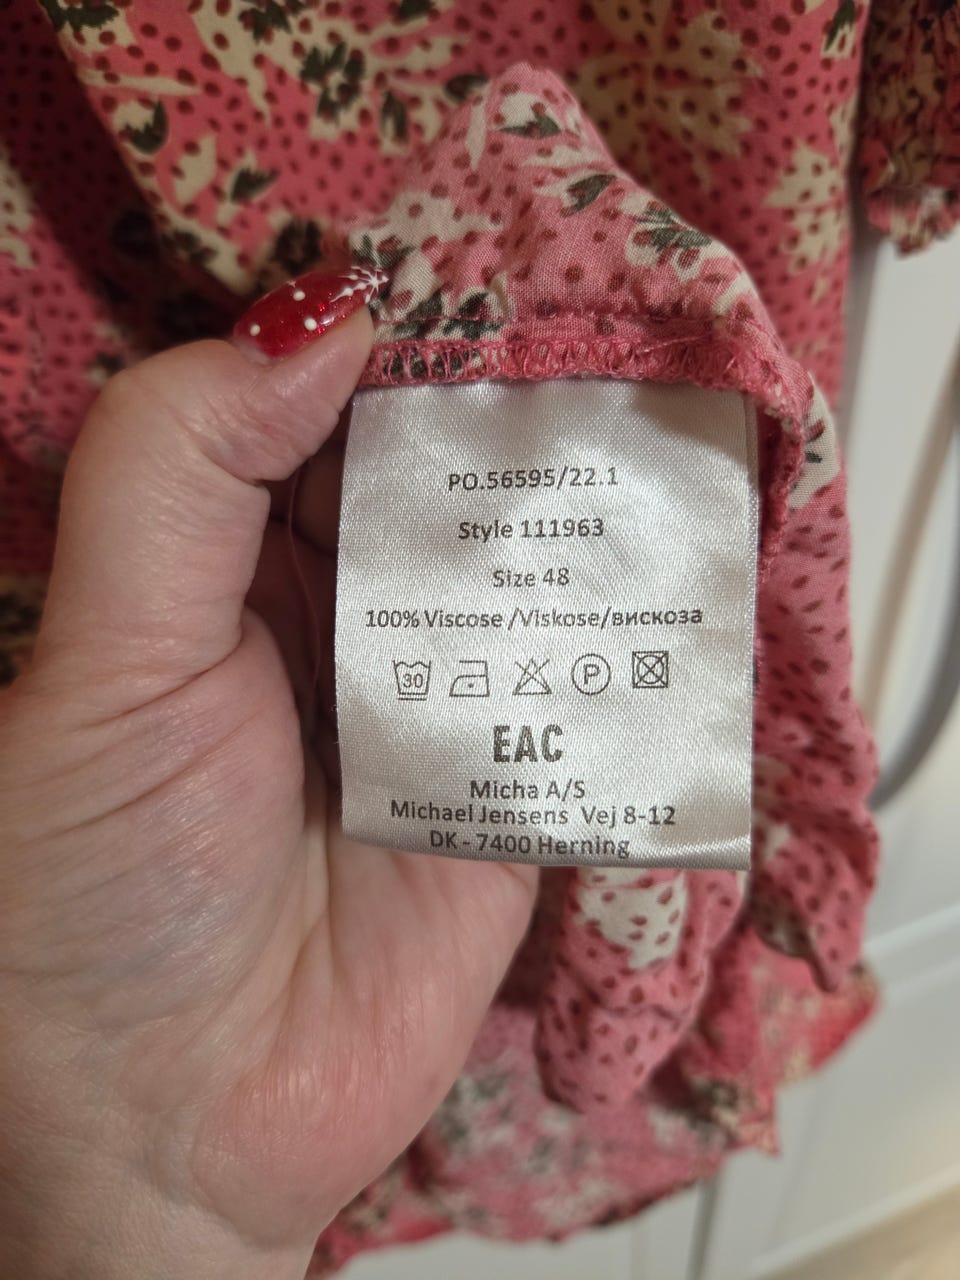 PO.56595/22.1
Style 111963
Size 48
100% Viscose /Viskose/вискоза
30 P
EAC
Micha A/S
Michael Jensens Vej 8-12
DK - 7400 Herning